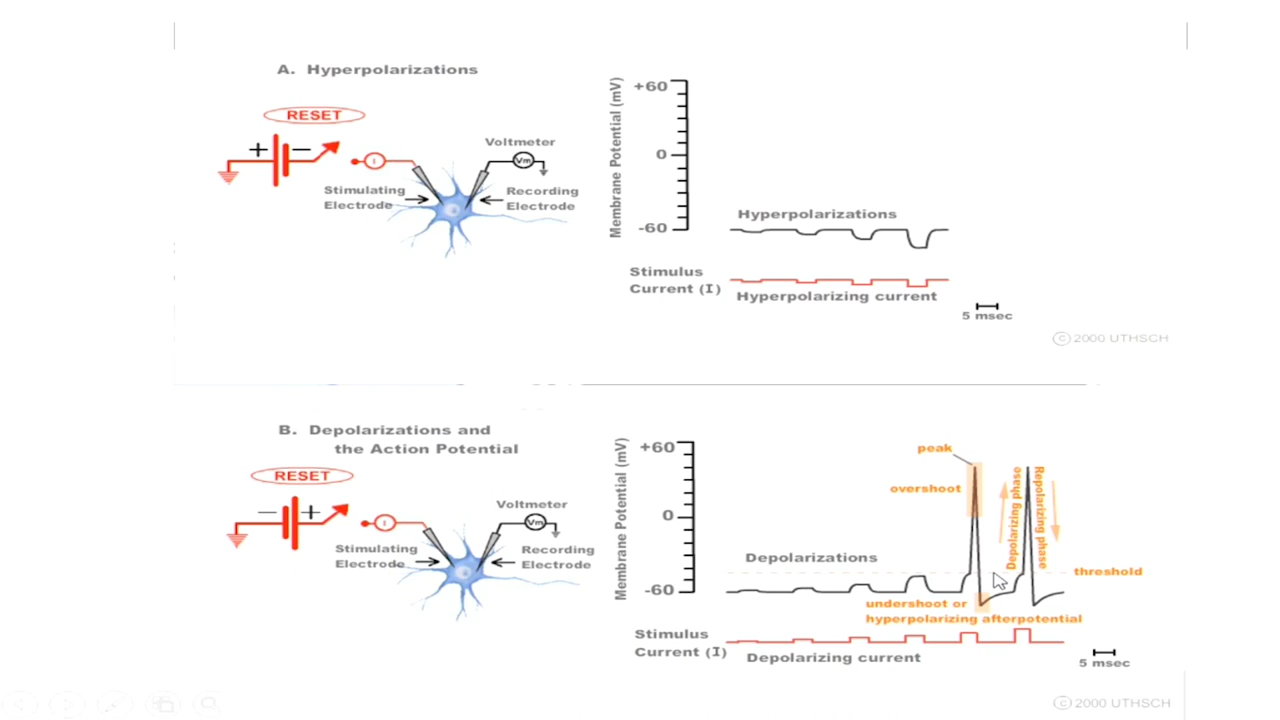 A. Hyperpolarizations
RESET
+ −
I
Voltmeter
Vm
Stimulating
Electrode
Recording
Electrode
Membrane Potential (mV)
+60
0
-60
Hyperpolarizations
Stimulus
Current (I)
Hyperpolarizing current
5 msec
© 2000 UTHSCH
B. Depolarizations and
the Action Potential
RESET
− +
I
Voltmeter
Vm
Stimulating
Electrode
Recording
Electrode
Membrane Potential (mV)
+60
0
-60
peak
overshoot
Depolarizing phase
Repolarizing phase
Depolarizations
threshold
undershoot or
hyperpolarizing afterpotential
Stimulus
Current (I)
Depolarizing current
5 msec
© 2000 UTHSCH